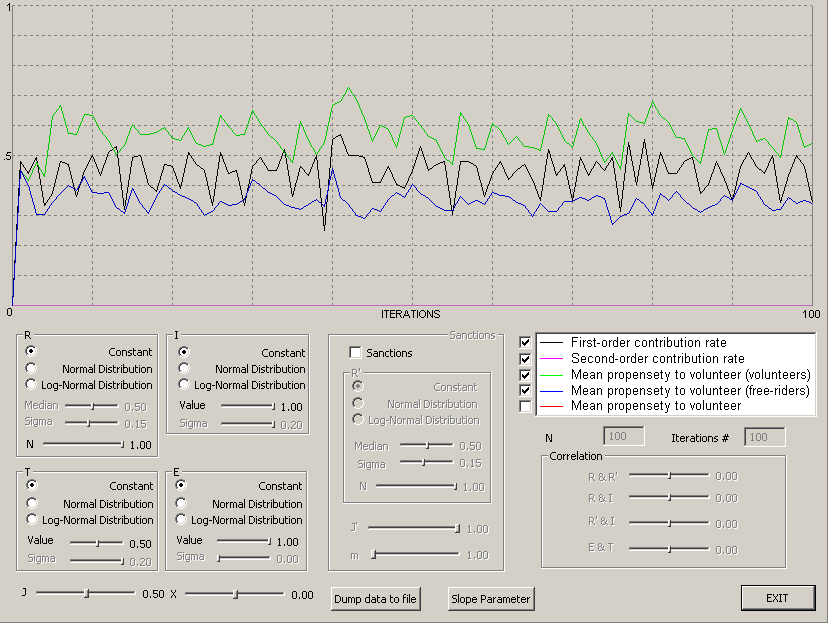 1
.5
0
ITERATIONS
100
R
Constant
Normal Distribution
Log-Normal Distribution
Median 0.50
Sigma 0.15
N 1.00
I
Constant
Normal Distribution
Log-Normal Distribution
Value 1.00
Sigma 0.20
T
Constant
Normal Distribution
Log-Normal Distribution
Value 0.50
Sigma 0.20
E
Constant
Normal Distribution
Log-Normal Distribution
Value 1.00
Sigma 0.00
J 0.50 X 0.00
Sanctions
Sanctions
R'
Constant
Normal Distribution
Log-Normal Distribution
Median 0.50
Sigma 0.15
N 1.00
J' 1.00
m 1.00
Dump data to file
Slope Parameter
First-order contribution rate
Second-order contribution rate
Mean propensety to volunteer (volunteers)
Mean propensety to volunteer (free-riders)
Mean propensety to volunteer
N 100 Iterations # 100
Correlation
R & R' 0.00
R & I 0.00
R' & I 0.00
E & T 0.00
EXIT